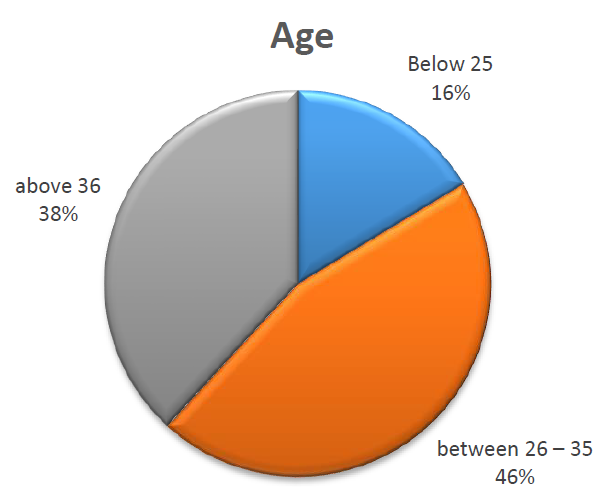 Age
Below 25
16%
above 36
38%
between 26 – 35
46%